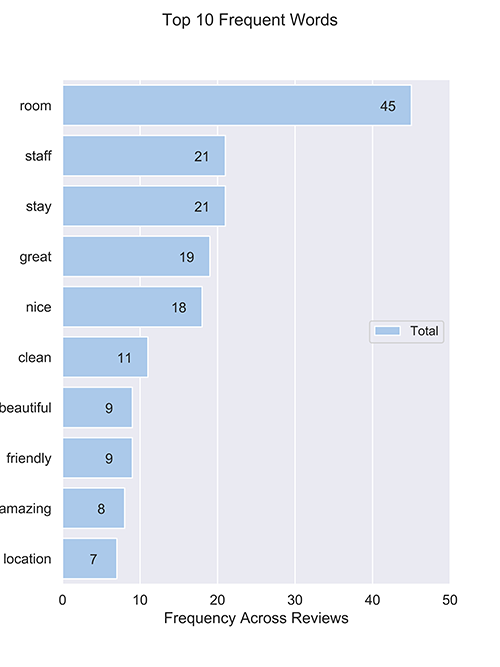 Top 10 Frequent Words
room 45
staff 21
stay 21
great 19
nice 18
Total
clean 11
beautiful 9
friendly 9
amazing 8
location 7
0 10 20 30 40 50
Frequency Across Reviews